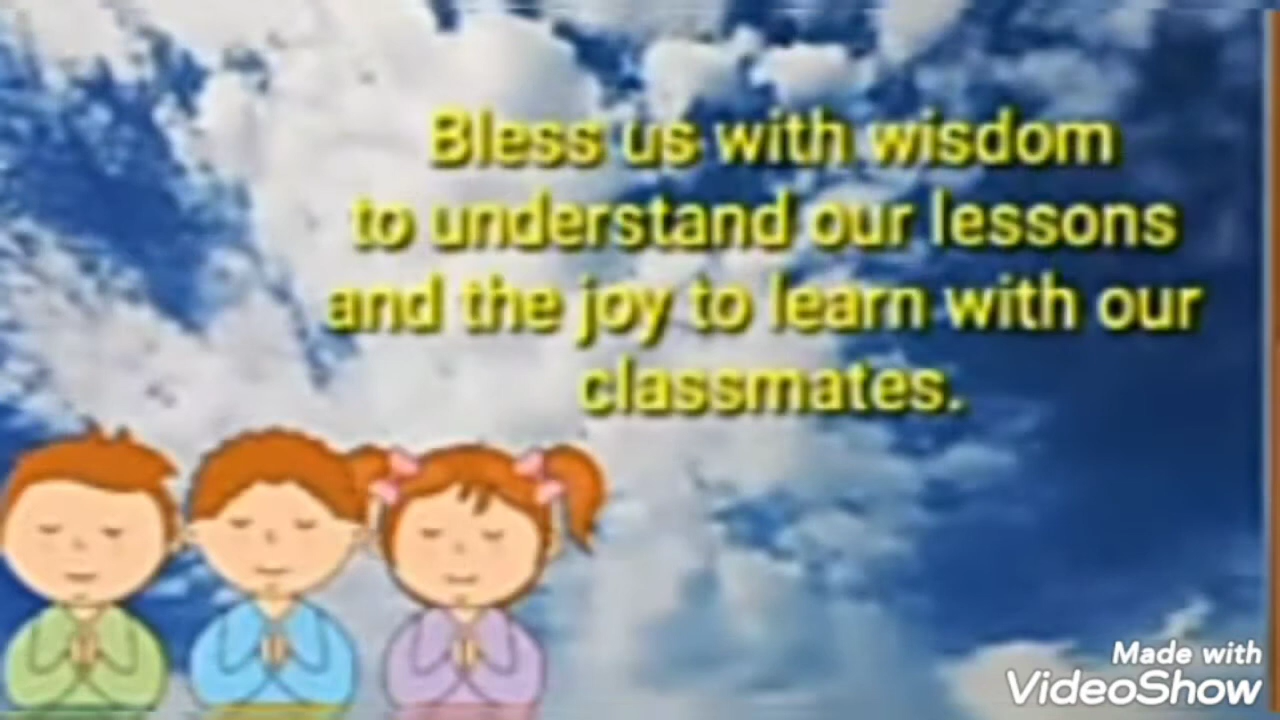 Bless us with wisdom
to understand our lessons
and the joy to learn with our
classmates.
Made with
VideoShow